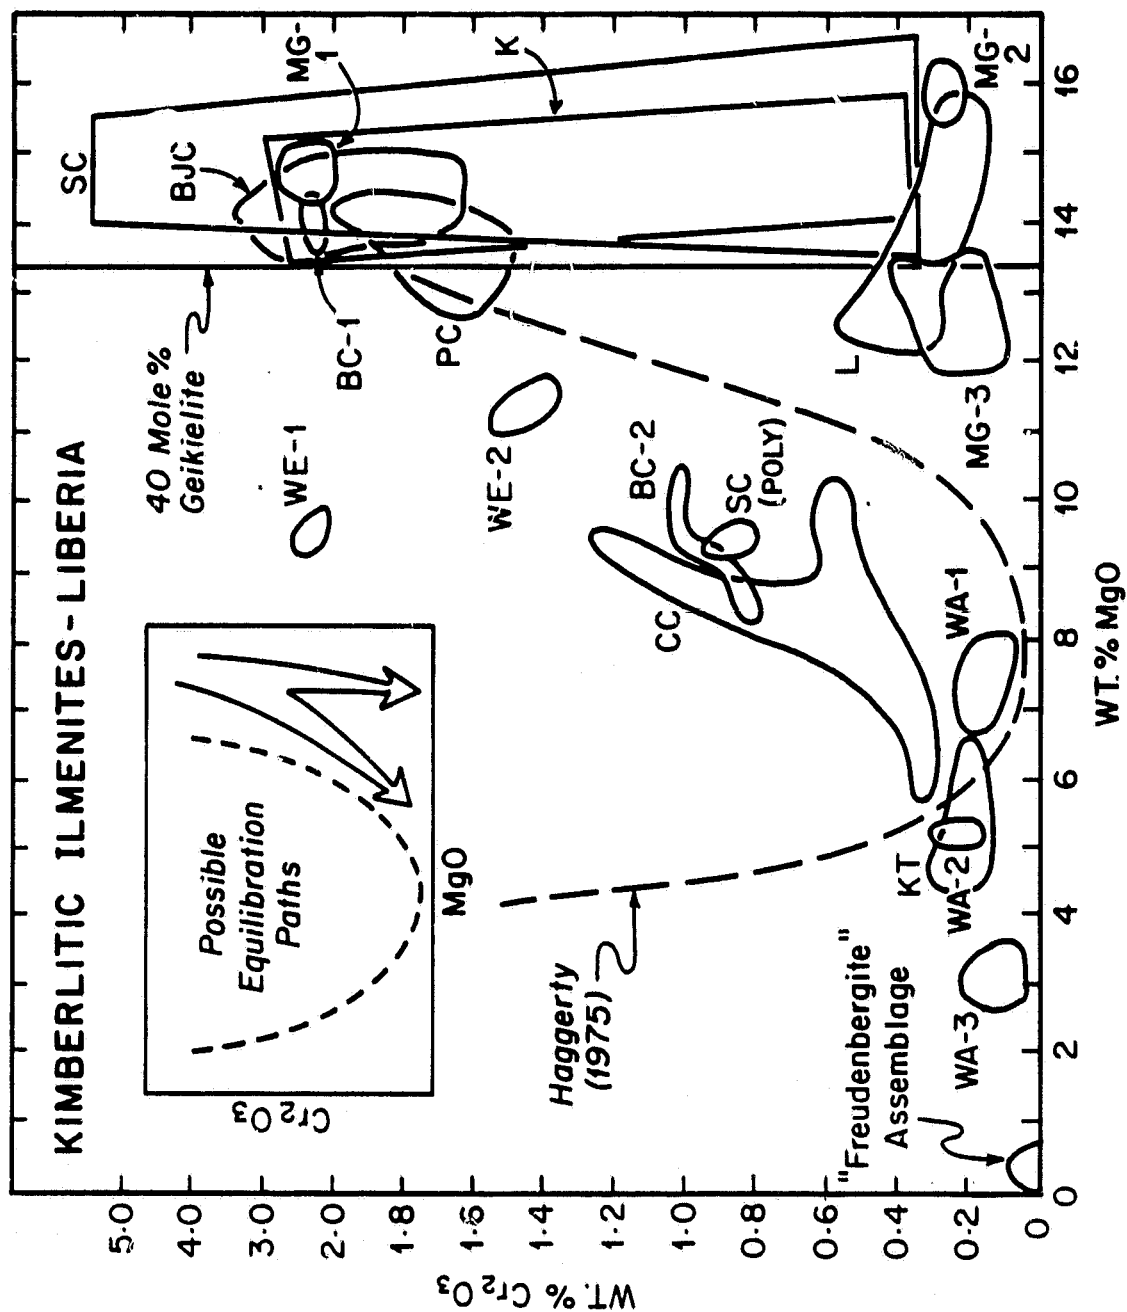 KIMBERLITIC ILMENITES-LIBERIA
40 Mole %
Geikielite
SC
BJC
MG-
1
K
BC-1
WE-1
PC
WE-2
Possible
Equilibration
Paths
Cr₂O₃
MgO
BC-2
SC
(POLY)
CC
L
MG-3
MG-
2
Haggerty
(1975)
KT
WA-2
WA-1
"Freudenbergite"
Assemblage
WA-3
5·0
3·0
2·0
1·8
1·6
1·4
1·2
1·0
0·8
0·6
0·4
0·2
0
WT. % Cr₂O₃
0
2
4
6
8
10
12.
14
16
WT. % MgO